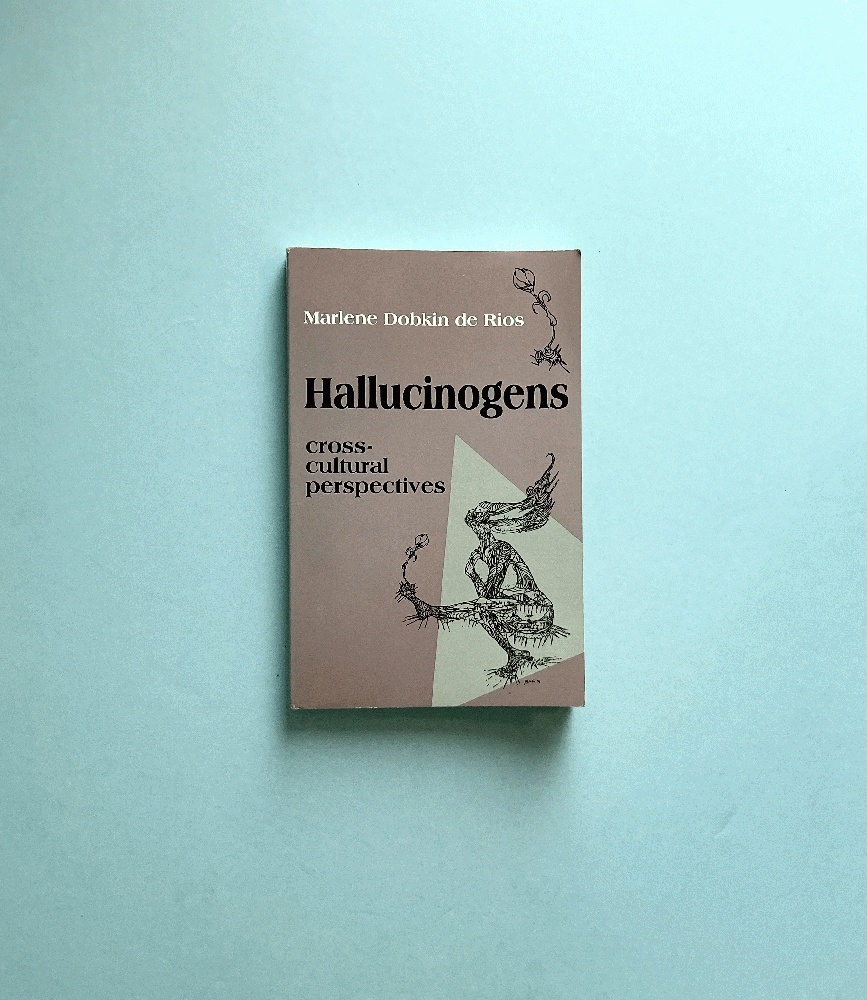 Marlene Dobkin de Rios
Hallucinogens
cross-
cultural
perspectives